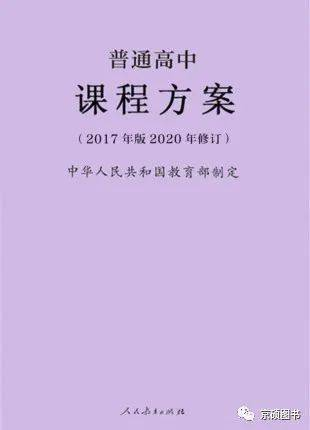 普通高中
课程方案
（2017年版2020年修订）
中华人民共和国教育部制定
人民教育出版社
京硕图书